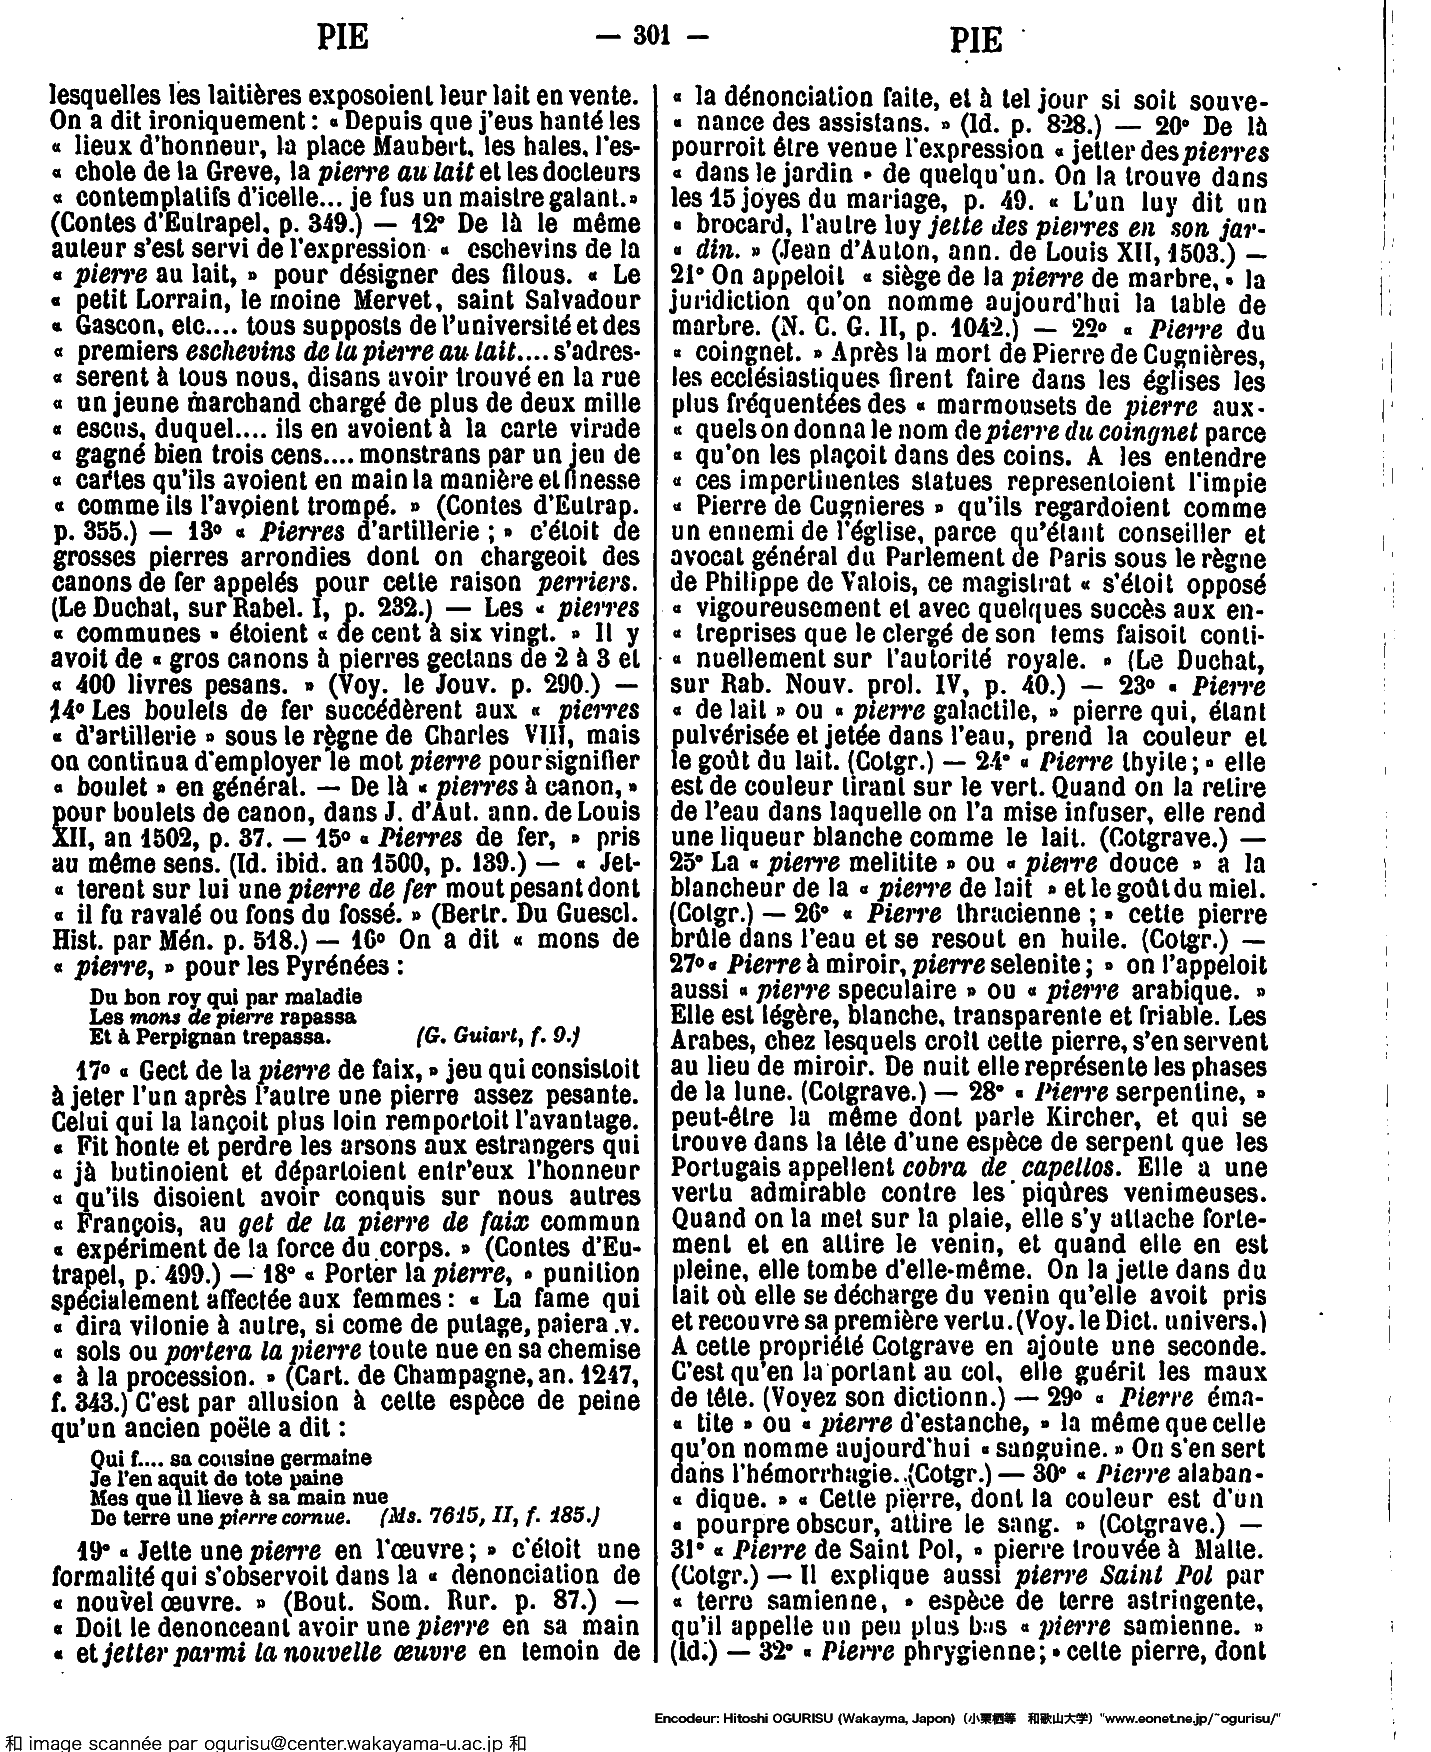 PIE — 301 — PIE
lesquelles les laitières exposoient leur lait en vente.
On a dit ironiquement : « Depuis que j'eus hanté les
« lieux d'honneur, la place Maubert, les hales, l'es-
« chole de la Greve, la pierre au lait et les docteurs
« contemplatifs d'icelle... je fus un maistre galant. »
(Contes d'Eutrapel, p. 349.) — 12° De là le même
auteur s'est servi de l'expression « eschevins de la
« pierre au lait, » pour désigner des filous. « Le
« petit Lorrain, le moine Mervet, saint Salvadour
« Gascon, etc.... tous supposts de l'université et des
« premiers eschevins de la pierre au lait.... s'adres-
« serent à tous nous, disans avoir trouvé en la rue
« un jeune marchand chargé de plus de deux mille
« escus, duquel.... ils en avoient à la carte virade
« gagné bien trois cens.... monstrans par un jeu de
« cartes qu'ils avoient en main la manière et finesse
« comme ils l'avoient trompé. » (Contes d'Eutrap.
p. 355.) — 13° « Pierres d'artillerie ; » c'étoit de
grosses pierres arrondies dont on chargeoit des
canons de fer appelés pour cette raison perriers.
(Le Duchat, sur Rabel. I, p. 232.) — Les « pierres
« communes » étoient « de cent à six vingt. » Il y
avoit de « gros canons à pierres gectans de 2 à 3 et
« 400 livres pesans. » (Voy. le Jouv. p. 290.) —
14° Les boulets de fer succédèrent aux « pierres
« d'artillerie » sous le règne de Charles VIII, mais
on continua d'employer le mot pierre pour signifier
« boulet » en général. — De là « pierres à canon, »
pour boulets de canon, dans J. d'Aut. ann. de Louis
XII, an 1502, p. 37. — 15° « Pierres de fer, » pris
au même sens. (Id. ibid. an 1500, p. 139.) — « Jet-
« terent sur lui une pierre de fer mout pesant dont
« il fu ravalé ou fons du fossé. » (Bertr. Du Guescl.
Hist. par Mén. p. 518.) — 16° On a dit « mons de
« pierre, » pour les Pyrénées :
Du bon roy qui par maladie
Les mons de pierre rapassa
Et à Perpignan trepassa. (G. Guiart, f. 9.)
17° « Gect de la pierre de faix, » jeu qui consistoit
à jeter l'un après l'autre une pierre assez pesante.
Celui qui la lançoit plus loin remportoit l'avantage.
« Fit honte et perdre les arsons aux estrangers qui
« jà butinoient et départoient entr'eux l'honneur
« qu'ils disoient avoir conquis sur nous autres
« François, au get de la pierre de faix commun
« expériment de la force du corps. » (Contes d'Eu-
trapel, p. 499.) — 18° « Porter la pierre, » punition
spécialement affectée aux femmes : « La fame qui
« dira vilonie à autre, si come de putage, paiera .v.
« sols ou portera la pierre toute nue en sa chemise
« à la procession. » (Cart. de Champagne, an. 1247,
f. 343.) C'est par allusion à cette espèce de peine
qu'un ancien poëte a dit :
Qui f.... sa cousine germaine
Je l'en aquit de tote paine
Mes que il lieve à sa main nue
De terre une pierre cornue. (Ms. 7615, II, f. 185.)
19° « Jette une pierre en l'œuvre ; » c'étoit une
formalité qui s'observoit dans la « denonciation de
« nouvel œuvre. » (Bout. Som. Rur. p. 87.) —
« Doit le denonceant avoir une pierre en sa main
« et jetter parmi la nouvelle œuvre en temoin de
« la dénonciation faite, et à tel jour si soit souve-
« nance des assistans. » (Id. p. 828.) — 20° De là
pourroit être venue l'expression « jetter des pierres
« dans le jardin » de quelqu'un. On la trouve dans
les 15 joyes du mariage, p. 49. « L'un luy dit un
« brocard, l'autre luy jette des pierres en son jar-
« din. » (Jean d'Auton, ann. de Louis XII, 1503.) —
21° On appeloit « siège de la pierre de marbre, » la
juridiction qu'on nomme aujourd'hui la table de
marbre. (N. C. G. II, p. 1042.) — 22° « Pierre du
« coingnet. » Après la mort de Pierre de Cugnières,
les ecclésiastiques firent faire dans les églises les
plus fréquentées des « marmousets de pierre aux-
« quels on donna le nom de pierre du coingnet parce
« qu'on les plaçoit dans des coins. A les entendre
« ces impertinentes statues representoient l'impie
« Pierre de Cugnieres » qu'ils regardoient comme
un ennemi de l'église, parce qu'étant conseiller et
avocat général du Parlement de Paris sous le règne
de Philippe de Valois, ce magistrat « s'étoit opposé
« vigoureusement et avec quelques succès aux en-
« treprises que le clergé de son tems faisoit conti-
« nuellement sur l'autorité royale. » (Le Duchat,
sur Rab. Nouv. prol. IV, p. 40.) — 23° « Pierre
« de lait » ou « pierre galactile, » pierre qui, étant
pulvérisée et jetée dans l'eau, prend la couleur et
le goût du lait. (Cotgr.) — 24° « Pierre thyite ; » elle
est de couleur tirant sur le vert. Quand on la retire
de l'eau dans laquelle on l'a mise infuser, elle rend
une liqueur blanche comme le lait. (Cotgrave.) —
25° La « pierre melitite » ou « pierre douce » a la
blancheur de la « pierre de lait » et le goût du miel.
(Cotgr.) — 26° « Pierre thracienne ; » cette pierre
brûle dans l'eau et se resout en huile. (Cotgr.) —
27° « Pierre à miroir, pierre selenite ; » on l'appeloit
aussi « pierre speculaire » ou « pierre arabique. »
Elle est légère, blanche, transparente et friable. Les
Arabes, chez lesquels croît cette pierre, s'en servent
au lieu de miroir. De nuit elle représente les phases
de la lune. (Cotgrave.) — 28° « Pierre serpentine, »
peut-être la même dont parle Kircher, et qui se
trouve dans la tête d'une espèce de serpent que les
Portugais appellent cobra de capellos. Elle a une
vertu admirable contre les piqûres venimeuses.
Quand on la met sur la plaie, elle s'y attache forte-
ment et en attire le venin, et quand elle en est
pleine, elle tombe d'elle-même. On la jette dans du
lait où elle se décharge du venin qu'elle avoit pris
et recouvre sa première vertu. (Voy. le Dict. univers.)
A cette propriété Cotgrave en ajoute une seconde.
C'est qu'en la portant au col, elle guérit les maux
de tête. (Voyez son dictionn.) — 29° « Pierre éma-
« tite » ou « pierre d'estanche, » la même que celle
qu'on nomme aujourd'hui « sanguine. » On s'en sert
dans l'hémorrhagie. (Cotgr.) — 30° « Pierre alaban-
« dique. » « Cette pierre, dont la couleur est d'un
« pourpre obscur, attire le sang. » (Cotgrave.) —
31° « Pierre de Saint Pol, » pierre trouvée à Malte.
(Cotgr.) — Il explique aussi pierre Saint Pol par
« terre samienne, » espèce de terre astringente,
qu'il appelle un peu plus bas « pierre samienne. »
(Id.) — 32° « Pierre phrygienne ; » cette pierre, dont
Encodeur: Hitoshi OGURISU (Wakayma, Japon) (小栗栖等 和歌山大学) "www.eonet.ne.jp/~ogurisu/"
和 image scannée par ogurisu@center.wakayama-u.ac.jp 和